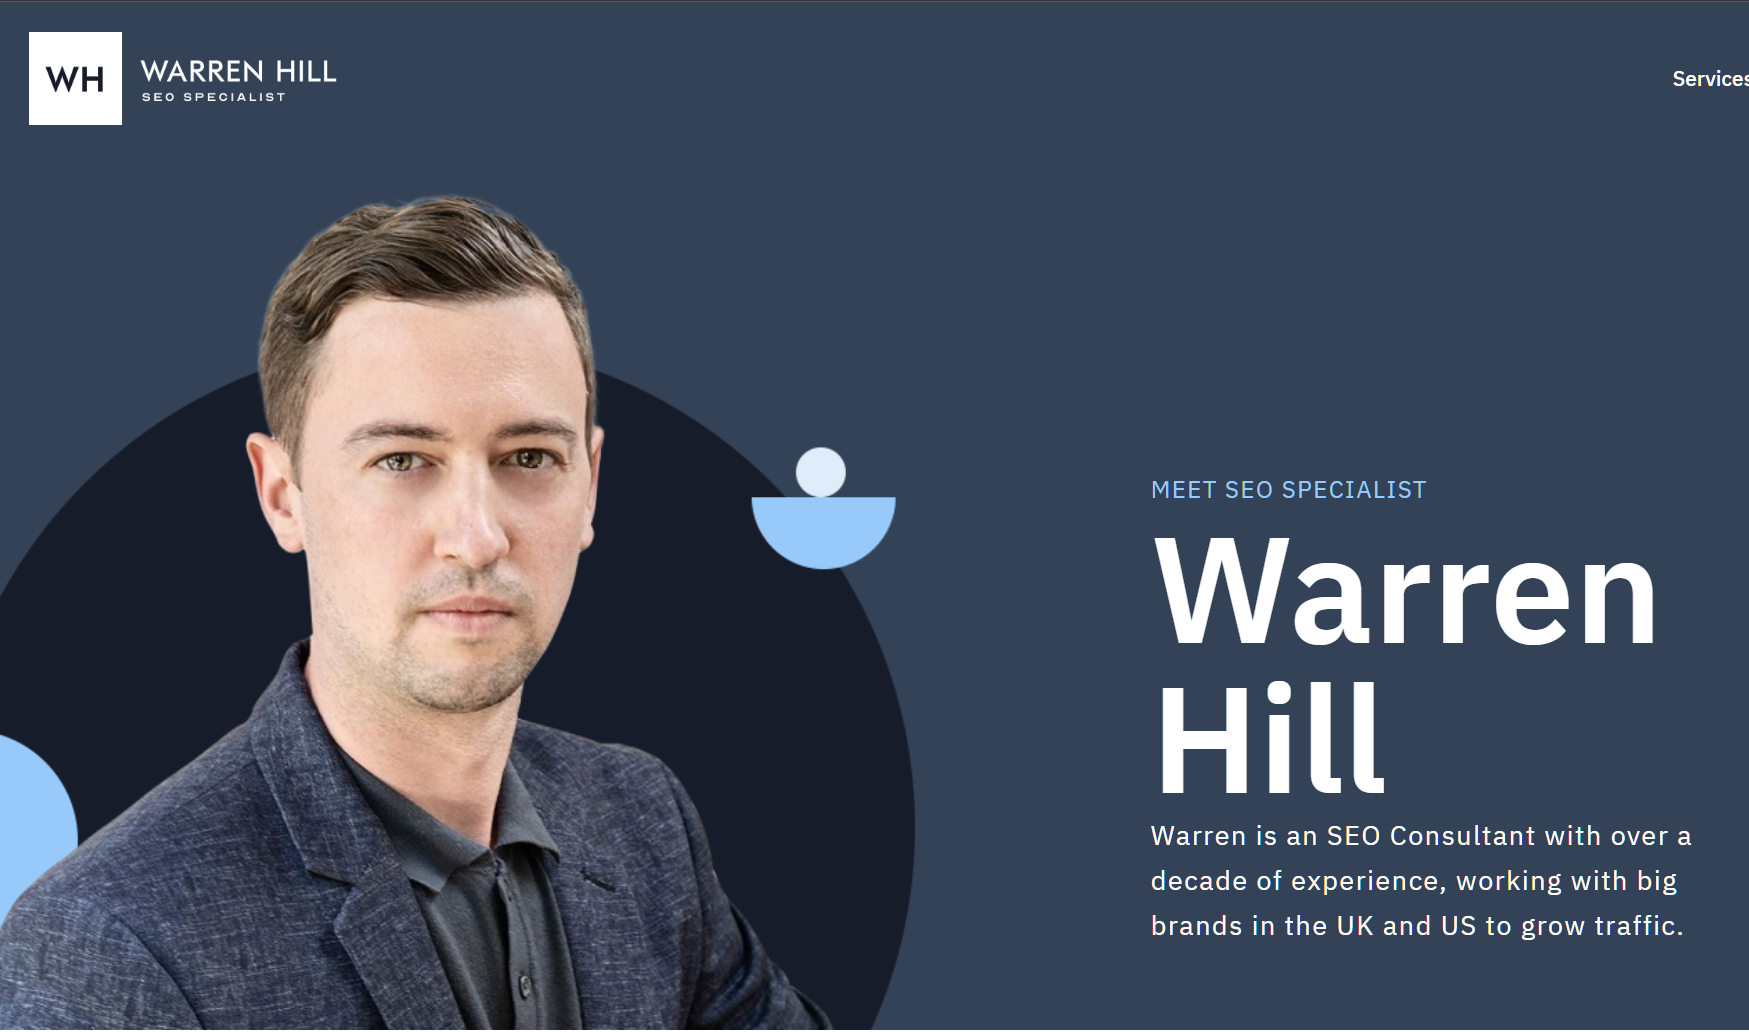 WH
WARREN HILL
SEO SPECIALIST
Services
MEET SEO SPECIALIST
Warren
Hill
Warren is an SEO Consultant with over a
decade of experience, working with big
brands in the UK and US to grow traffic.